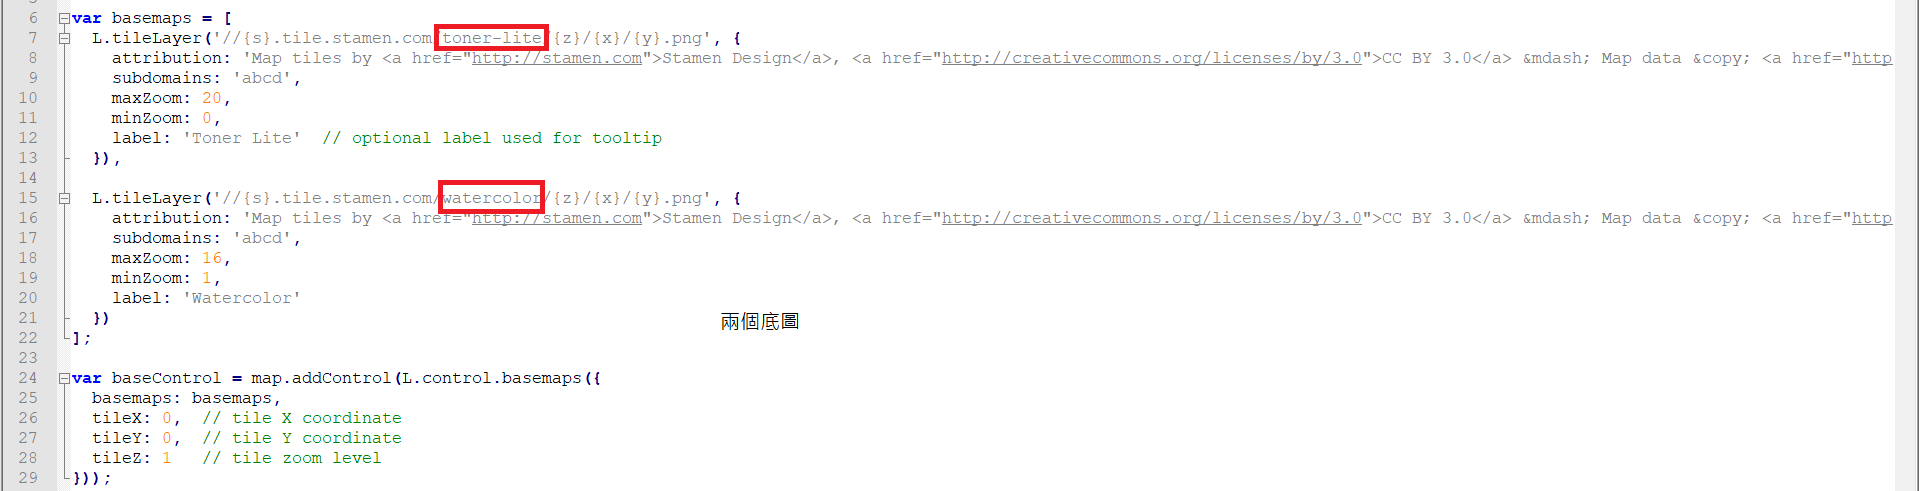 6 var basemaps = [
7 L.tileLayer('//{s}.tile.stamen.com/toner-lite/{z}/{x}/{y}.png', {
8 attribution: 'Map tiles by <a href="http://stamen.com">Stamen Design</a>, <a href="http://creativecommons.org/licenses/by/3.0">CC BY 3.0</a> &mdash; Map data &copy; <a href="http
9 subdomains: 'abcd',
10 maxZoom: 20,
11 minZoom: 0,
12 label: 'Toner Lite'  // optional label used for tooltip
13 }),
14
15 L.tileLayer('//{s}.tile.stamen.com/watercolor/{z}/{x}/{y}.png', {
16 attribution: 'Map tiles by <a href="http://stamen.com">Stamen Design</a>, <a href="http://creativecommons.org/licenses/by/3.0">CC BY 3.0</a> &mdash; Map data &copy; <a href="http
17 subdomains: 'abcd',
18 maxZoom: 16,
19 minZoom: 1,
20 label: 'Watercolor'
21 })
兩個底圖
22 ];
23
24 var baseControl = map.addControl(L.control.basemaps({
25 basemaps: basemaps,
26 tileX: 0,  // tile X coordinate
27 tileY: 0,  // tile Y coordinate
28 tileZ: 1   // tile zoom level
29 }));